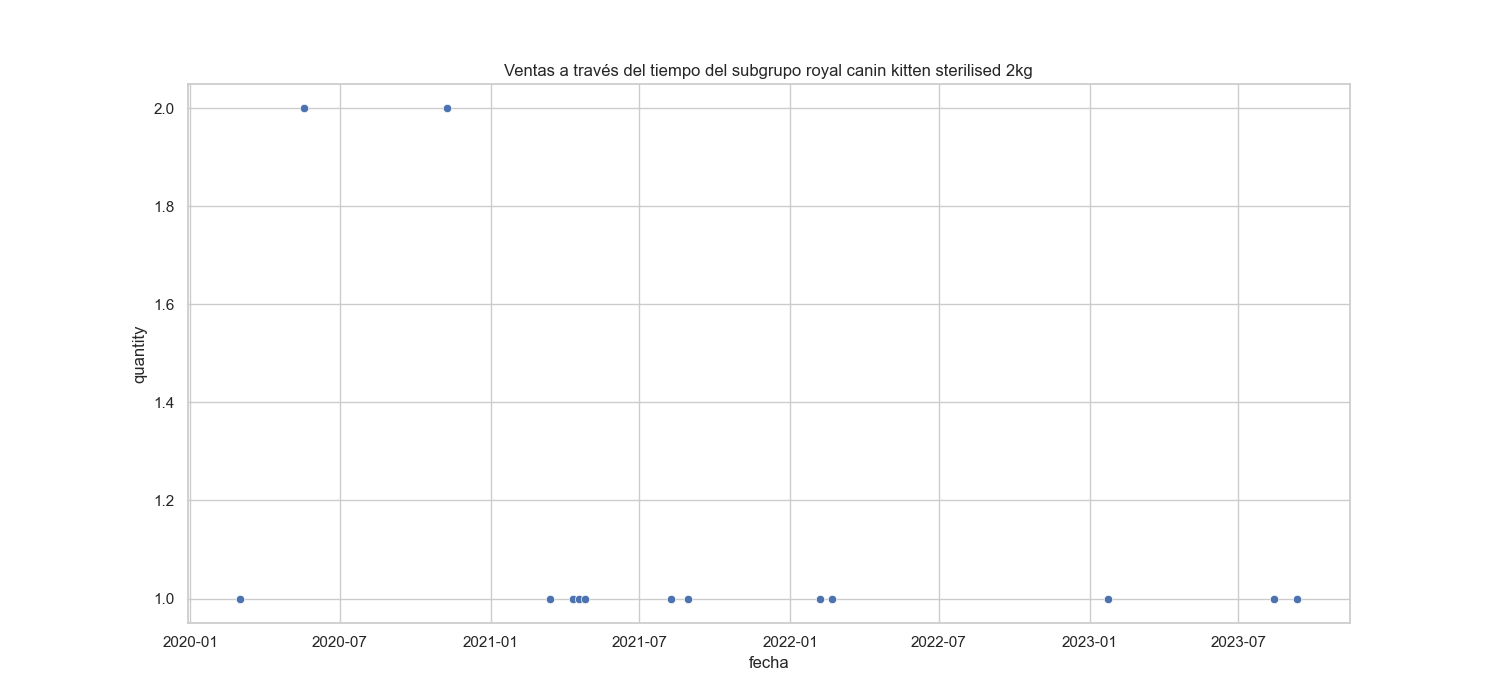 Ventas a través del tiempo del subgrupo royal canin kitten sterilised 2kg
2.0
1.8
1.6
1.4
1.2
1.0
quantity
2020-01 2020-07 2021-01 2021-07 2022-01 2022-07 2023-01 2023-07
fecha